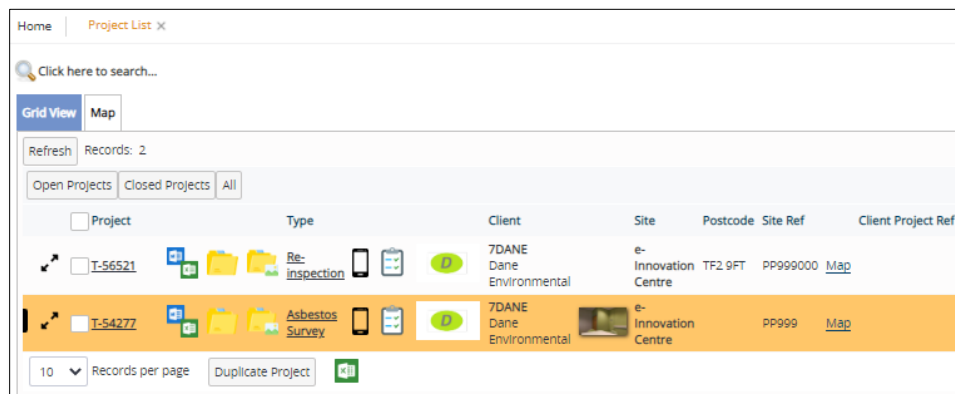 Home Project List ×
Click here to search...
Grid View Map
Refresh Records: 2
Open Projects Closed Projects All
Project Type Client Site Postcode Site Ref Client Project Ref
T-56521 Re-inspection D 7DANE Dane Environmental e-Innovation Centre TF2 9FT PP999000 Map
T-54277 Asbestos Survey D 7DANE Dane Environmental e-Innovation Centre PP999 Map
10 Records per page Duplicate Project